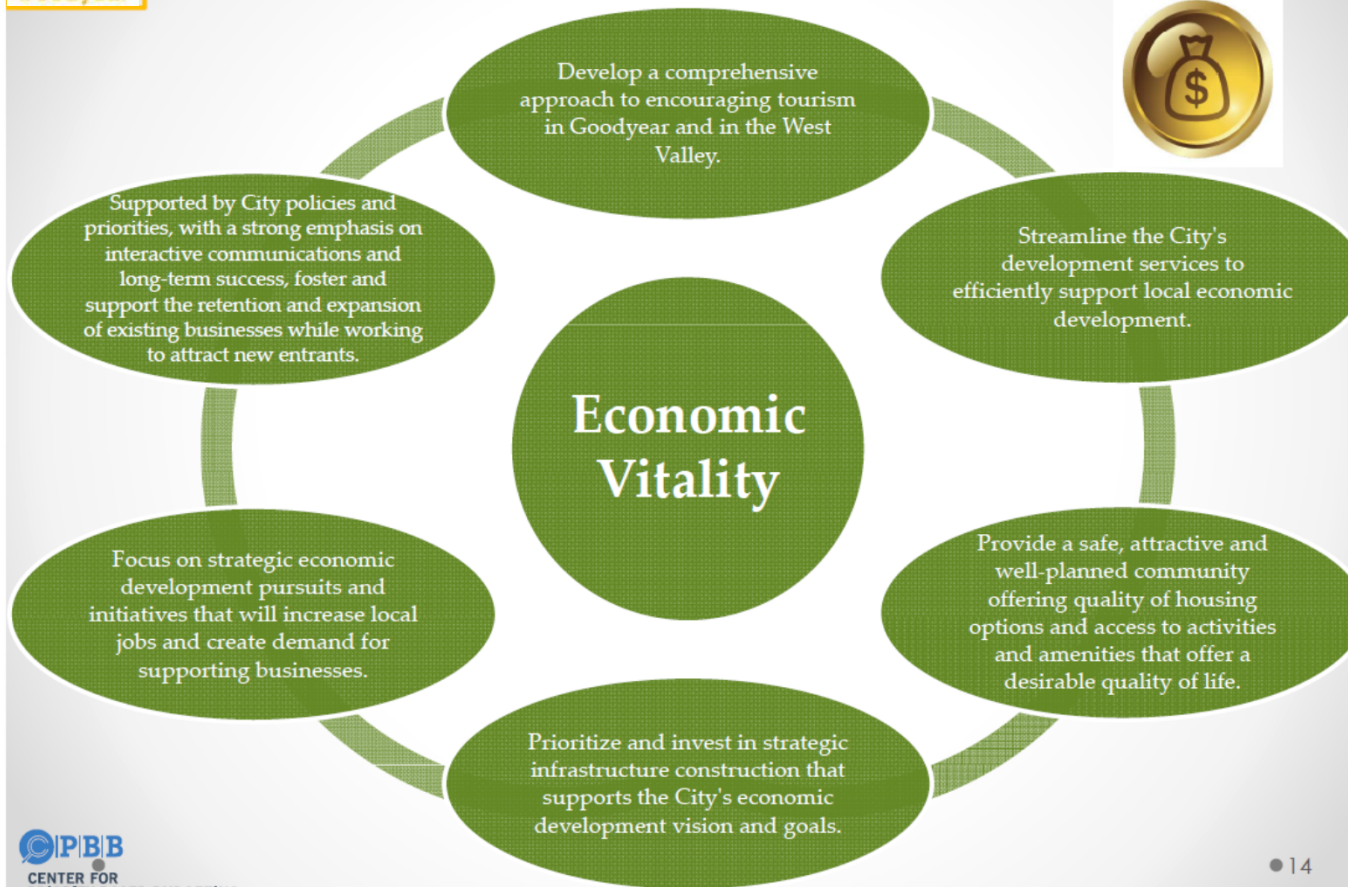 Develop a comprehensive
approach to encouraging tourism
in Goodyear and in the West
Valley.
$
Streamline the City's
development services to
efficiently support local economic
development.
Provide a safe, attractive and
well-planned community
offering quality of housing
options and access to activities
and amenities that offer a
desirable quality of life.
Prioritize and invest in strategic
infrastructure construction that
supports the City's economic
development vision and goals.
Focus on strategic economic
development pursuits and
initiatives that will increase local
jobs and create demand for
supporting businesses.
Supported by City policies and
priorities, with a strong emphasis on
interactive communications and
long-term success, foster and
support the retention and expansion
of existing businesses while working
to attract new entrants.
Economic
Vitality
CPBB
CENTER FOR
14